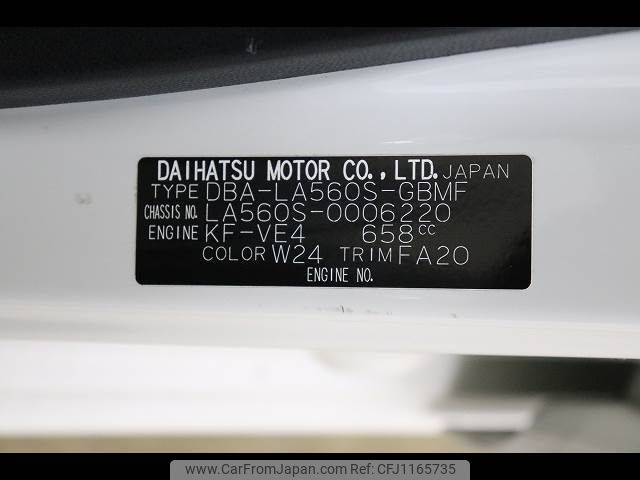 DAIHATSU MOTOR CO.,LTD. JAPAN
TYPE DBA-LA560S-GBMF
CHASSIS NO. LA560S-0006220
ENGINE KF-VE4 658CC
COLOR W24 TRIM FA20
ENGINE NO.
www.CarFromJapan.com | CFJ1165735